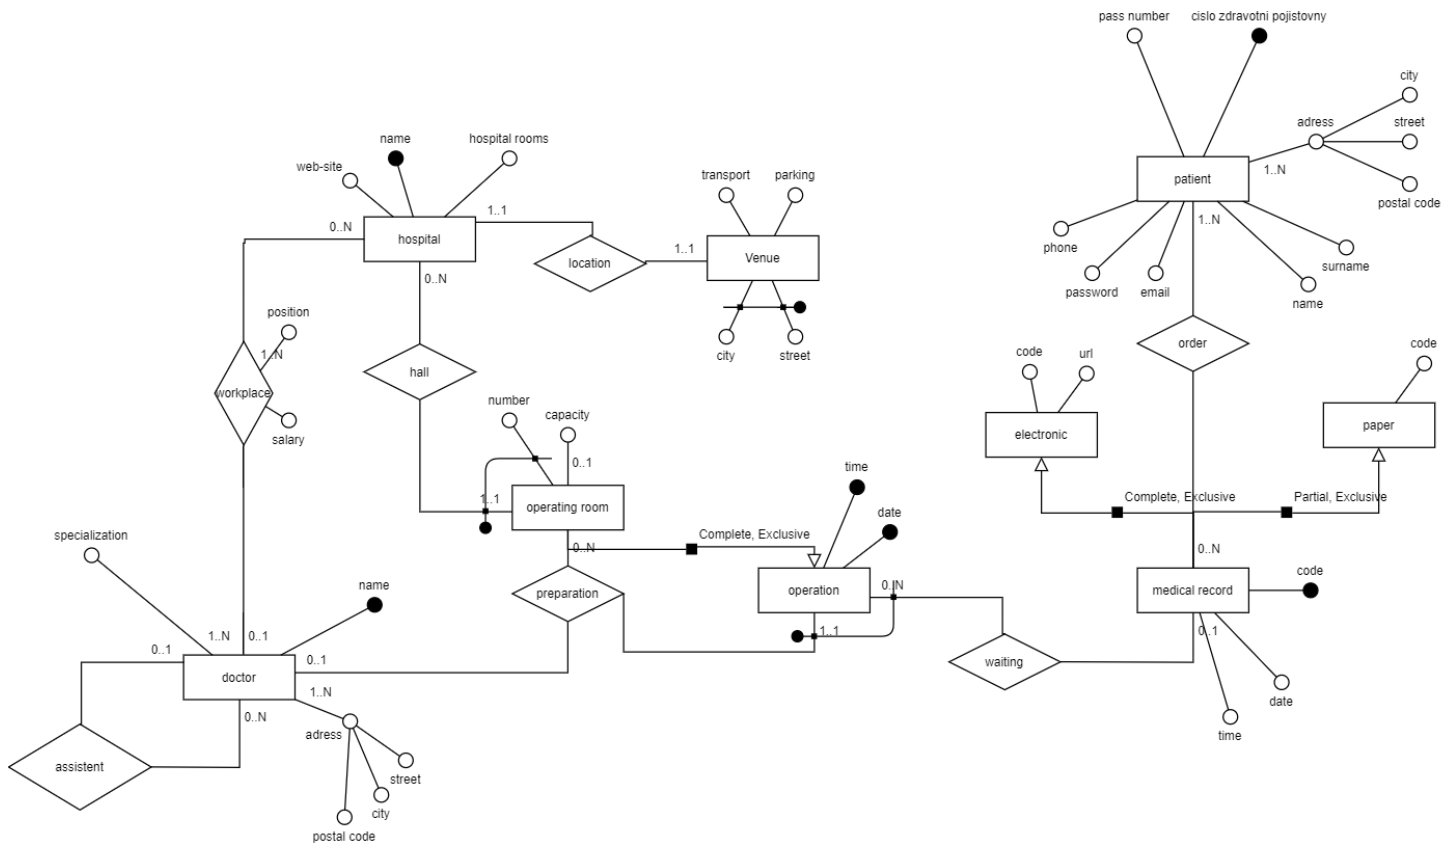 pass number
cislo zdravotni pojistovny
city
adress
street
1..N
patient
postal code
name
hospital rooms
web-site
transport
parking
1..1
0..N
hospital
1..1
Venue
location
0..N
1..N
phone
surname
password
email
name
position
city
street
order
1..N
hall
code
url
code
workplace
number
capacity
salary
electronic
paper
0..1
time
1..1
operating room
Complete, Exclusive
Partial, Exclusive
date
specialization
Complete, Exclusive
0..N
0..N
code
name
preparation
operation
0..N
medical record
1..N
0..1
1..1
0..1
0..1
0..1
doctor
waiting
1..N
0..N
date
adress
time
assistent
street
city
postal code